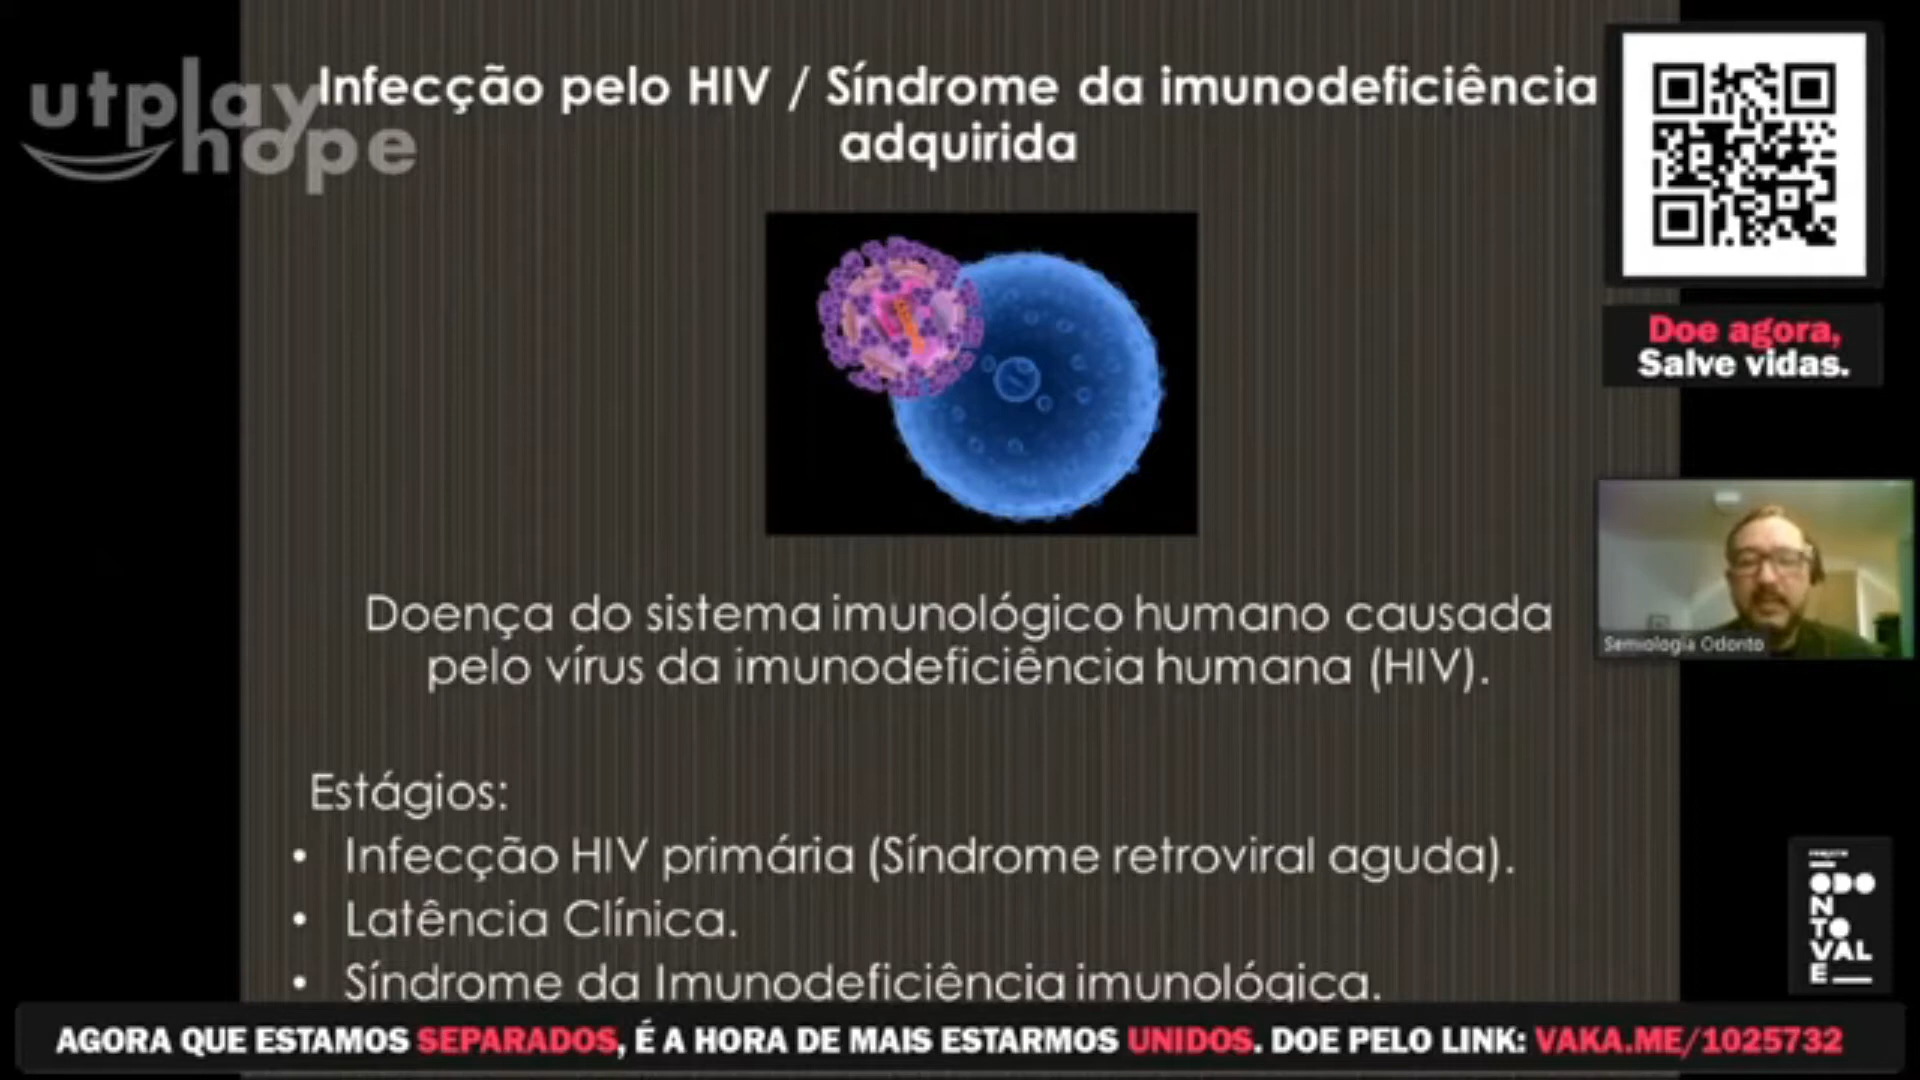 utplay
hope
Infecção pelo HIV / Síndrome da imunodeficiência
adquirida
Doe agora,
Salve vidas.
Doença do sistema imunológico humano causada
pelo vírus da imunodeficiência humana (HIV).
Semiologia Odonto
Estágios:
• Infecção HIV primária (Síndrome retroviral aguda).
• Latência Clínica.
• Síndrome da Imunodeficiência imunológica.
ODO
N
TO
VAL
E
AGORA QUE ESTAMOS SEPARADOS, É A HORA DE MAIS ESTARMOS UNIDOS. DOE PELO LINK: VAKA.ME/1025732